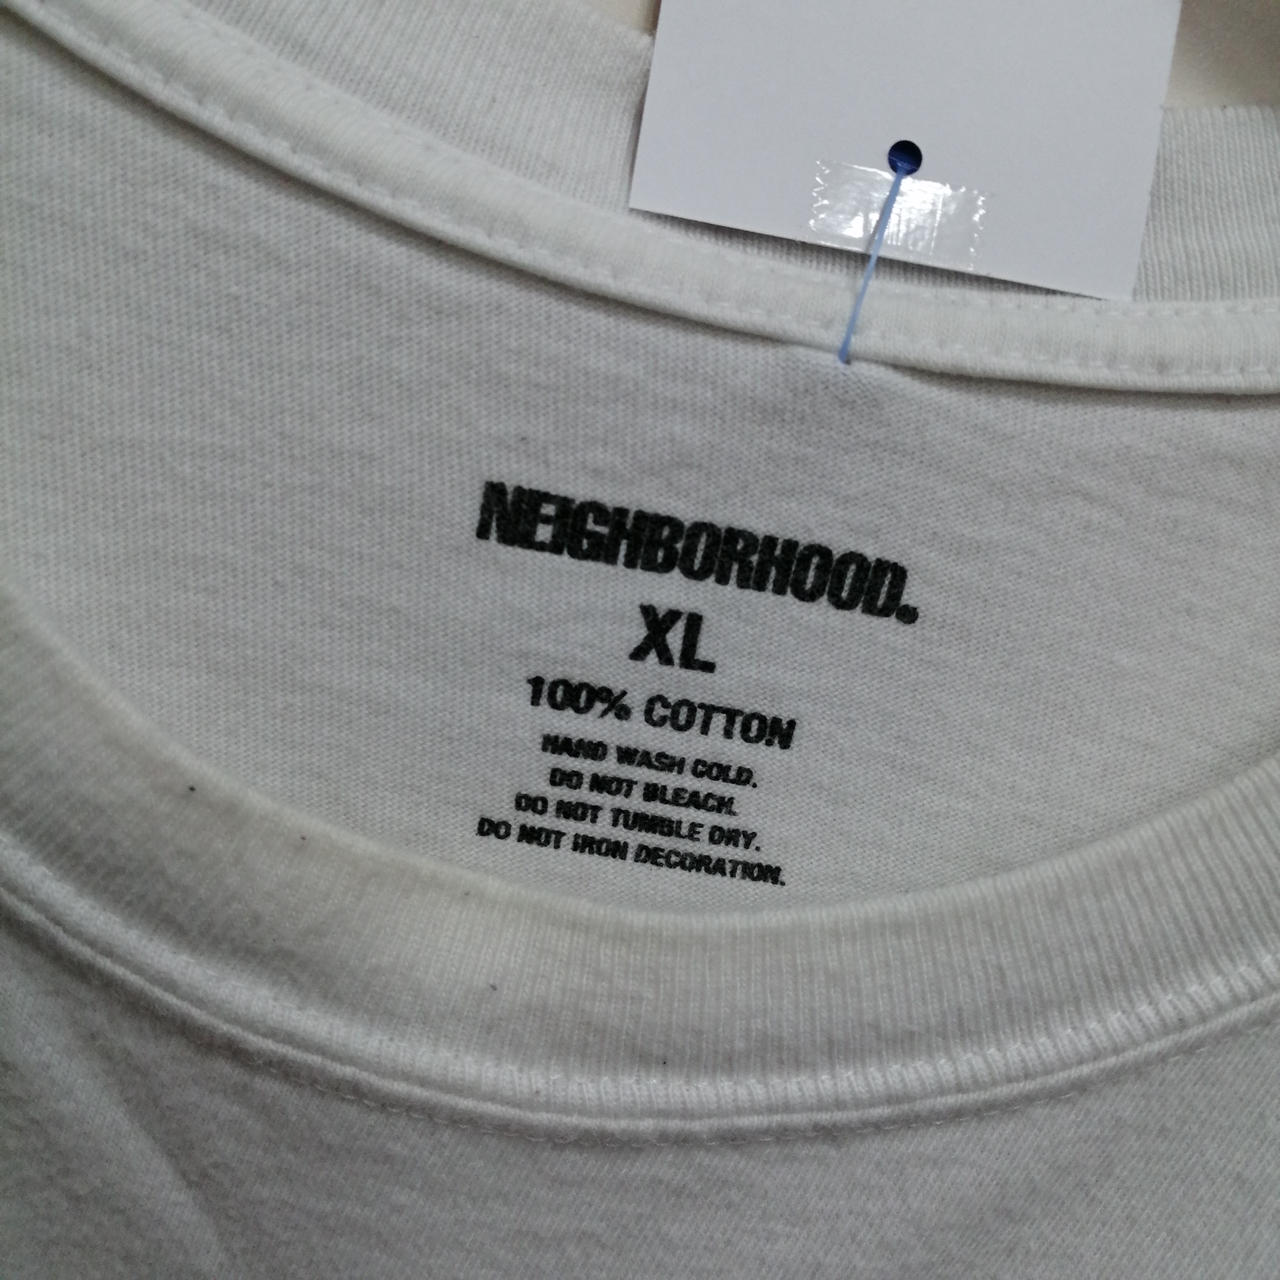 NEIGHBORHOOD.
XL
100% COTTON
HAND WASH COLD.
DO NOT BLEACH.
DO NOT TUMBLE DRY.
DO NOT IRON DECORATION.